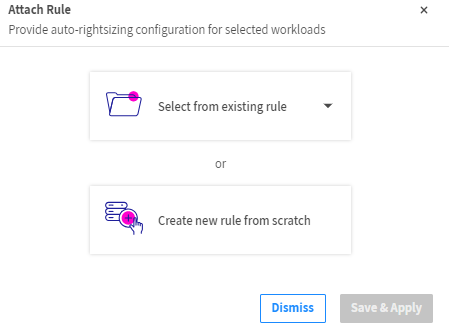 Attach Rule
Provide auto-rightsizing configuration for selected workloads
Select from existing rule
or
Create new rule from scratch
Dismiss
Save & Apply